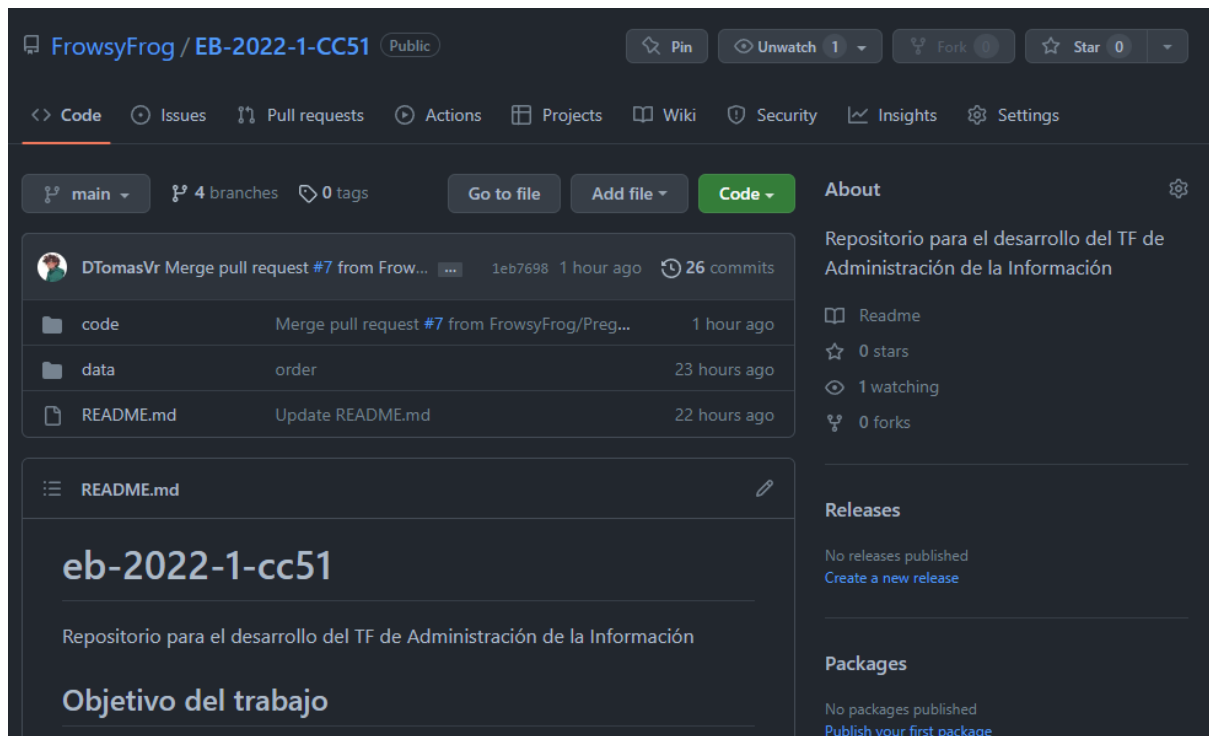 FrowsyFrog / EB-2022-1-CC51 Public
Pin
Unwatch 1
Fork 0
Star 0
Code
Issues
Pull requests
Actions
Projects
Wiki
Security
Insights
Settings
main
4 branches
0 tags
Go to file
Add file
Code
DTomasVr Merge pull request #7 from Frow... ... 1eb7698 1 hour ago 26 commits
code Merge pull request #7 from FrowsyFrog/Preg... 1 hour ago
data order 23 hours ago
README.md Update README.md 22 hours ago
README.md
eb-2022-1-cc51
Repositorio para el desarrollo del TF de Administración de la Información
Objetivo del trabajo
About
Repositorio para el desarrollo del TF de
Administración de la Información
Readme
0 stars
1 watching
0 forks
Releases
No releases published
Create a new release
Packages
No packages published
Publish your first package